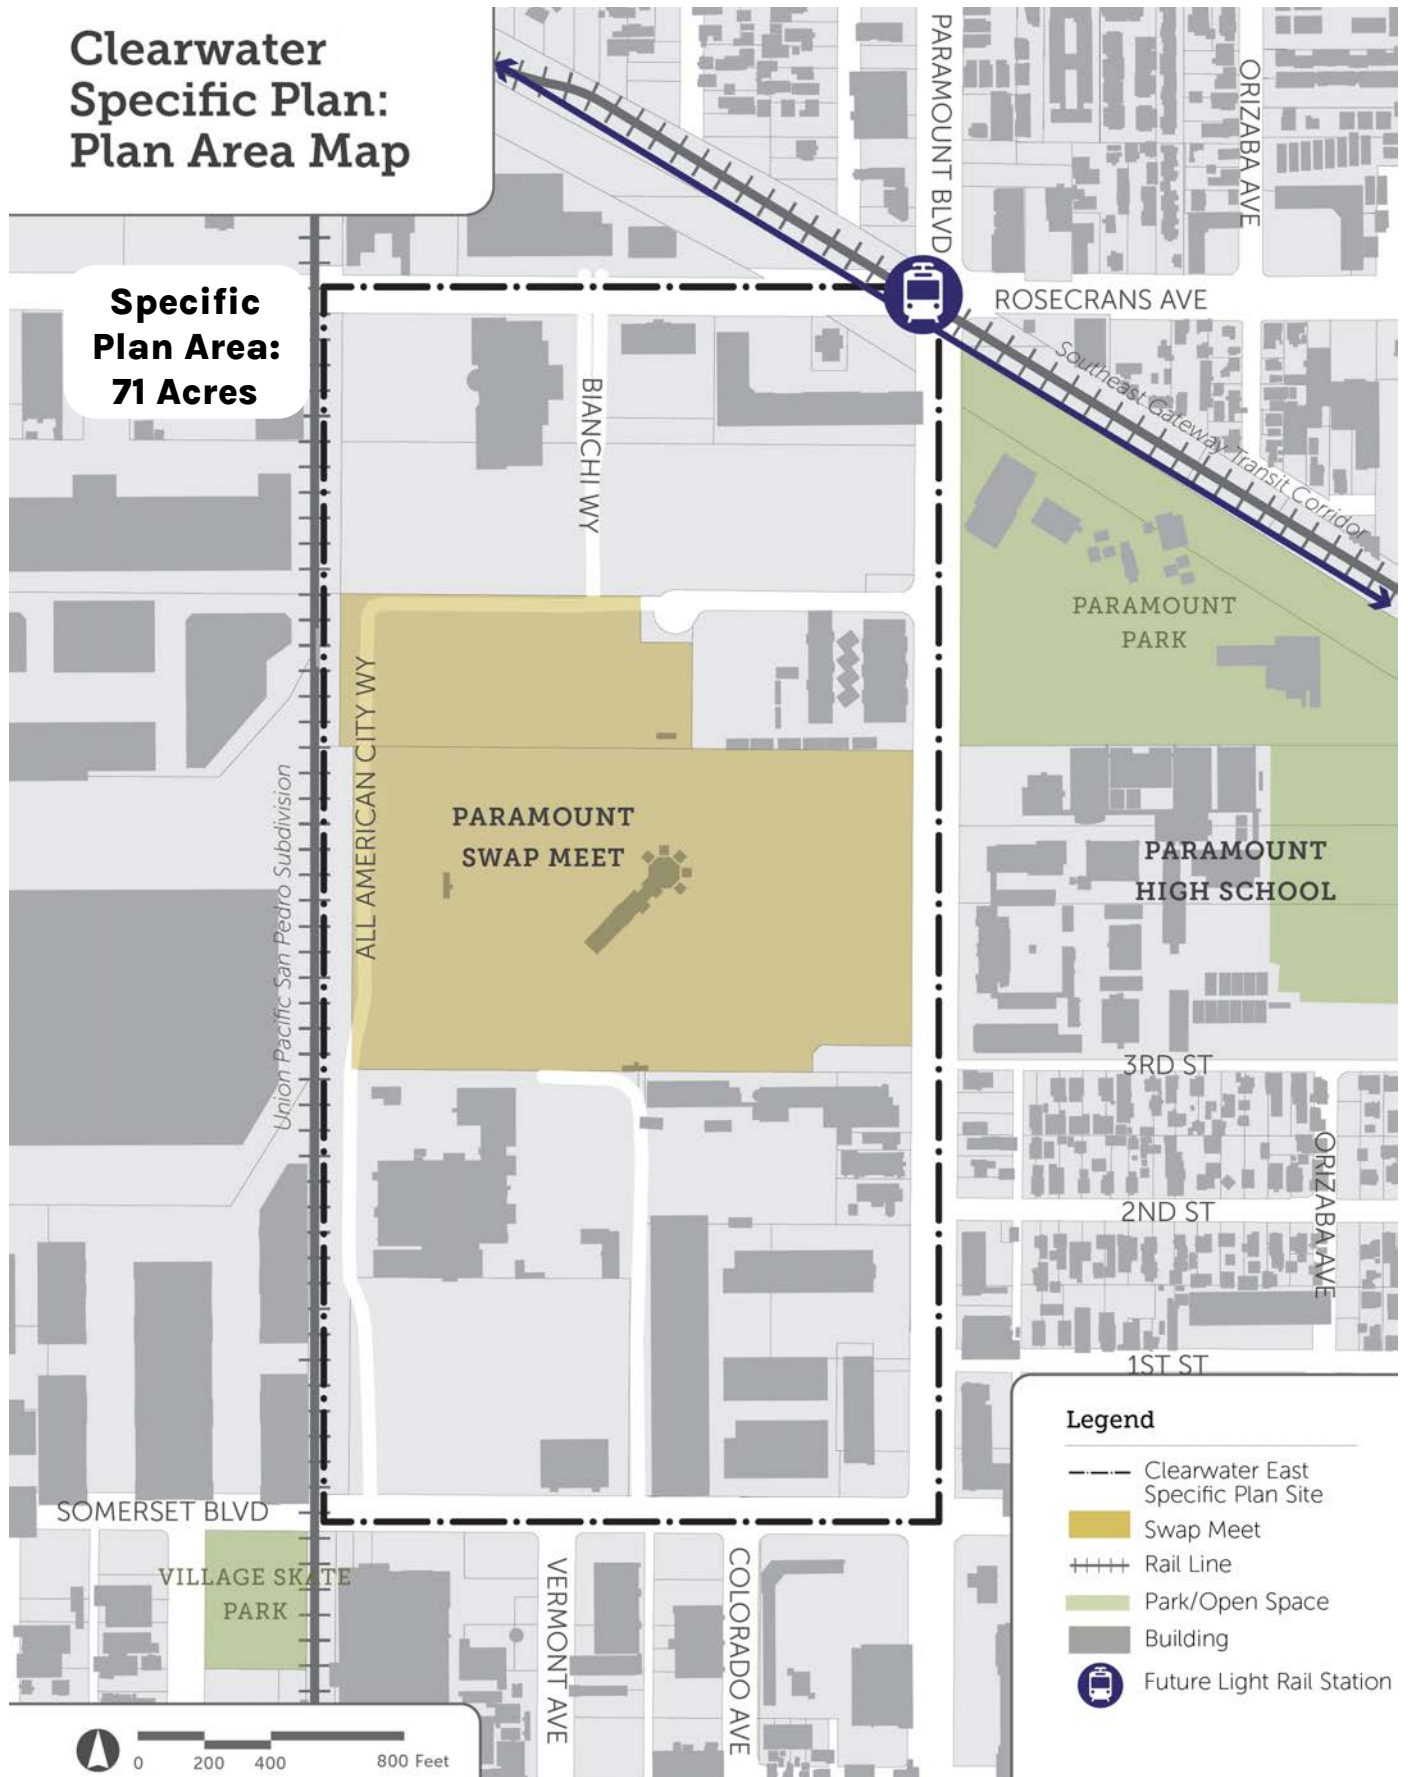 Clearwater
Specific Plan:
Plan Area Map
Specific
Plan Area:
71 Acres
PARAMOUNT BLVD
ORIZABA AVE
ROSECRANS AVE
Southeast Gateway Transit Corridor
BIANCHI WY
PARAMOUNT
PARK
ALL AMERICAN CITY WY
Union Pacific San Pedro Subdivision
PARAMOUNT
SWAP MEET
PARAMOUNT
HIGH SCHOOL
3RD ST
ORIZABA AVE
2ND ST
1ST ST
SOMERSET BLVD
VILLAGE SKATE
PARK
VERMONT AVE
COLORADO AVE
Legend
Clearwater East
Specific Plan Site
Swap Meet
Rail Line
Park/Open Space
Building
Future Light Rail Station
0 200 400 800 Feet